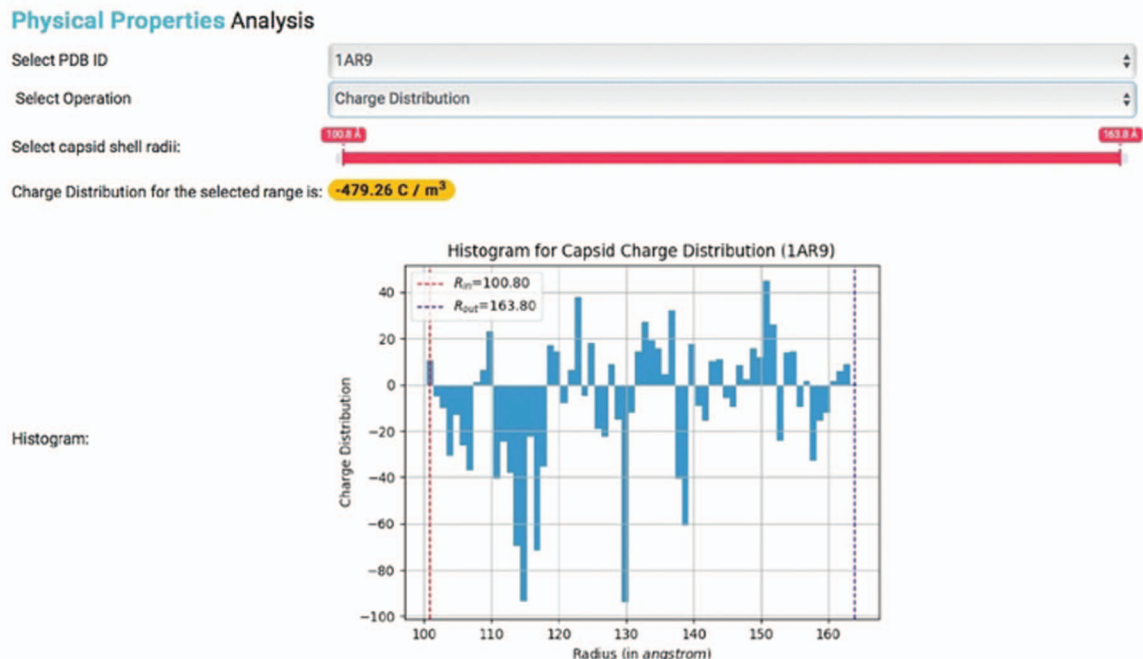 Physical Properties Analysis
Select PDB ID
1AR9
Select Operation
Charge Distribution
Select capsid shell radii:
100.8 Å
163.8 Å
Charge Distribution for the selected range is: -479.26 C / m³
Histogram for Capsid Charge Distribution (1AR9)
R_in=100.80
R_out=163.80
40
20
0
−20
−40
−60
−80
−100
Charge Distribution
Histogram:
100 110 120 130 140 150 160
Radius (in angstrom)